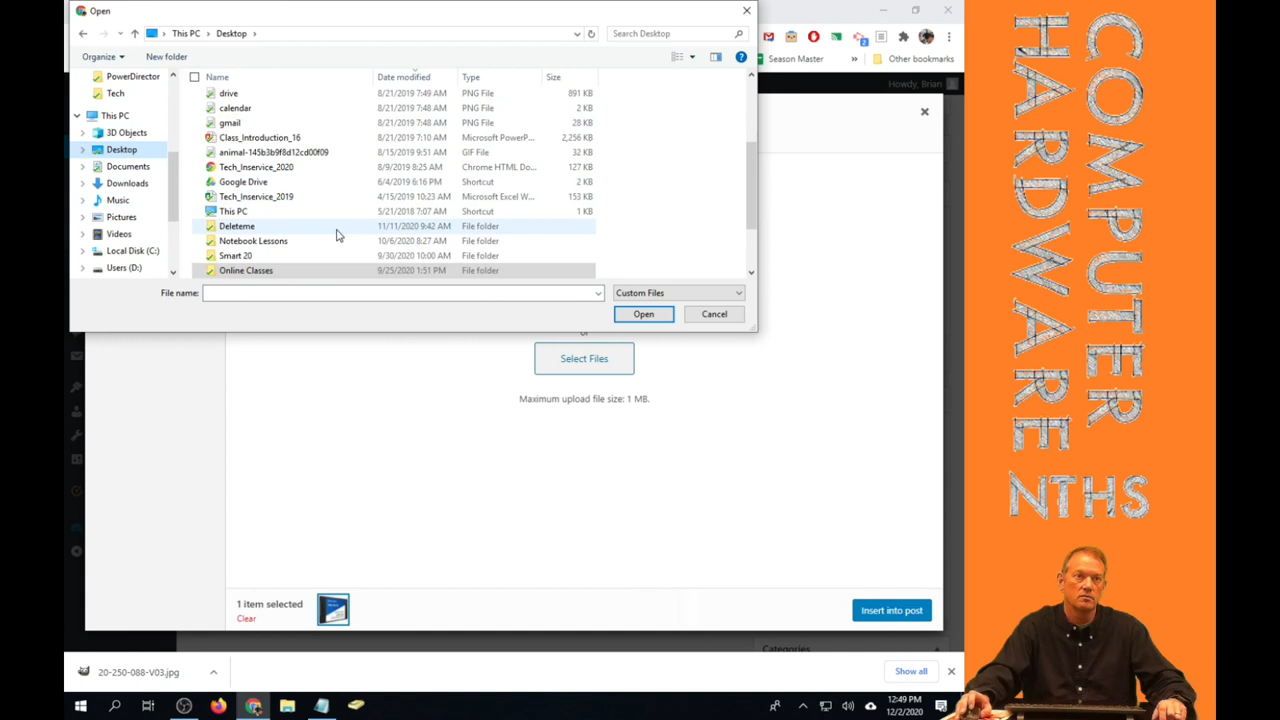 Open
This PC > Desktop >
Search Desktop
Organize
New folder
PowerDirector
Tech
This PC
3D Objects
Desktop
Documents
Downloads
Music
Pictures
Videos
Local Disk (C:)
Users (D:)
Name Date modified Type Size
drive 8/21/2019 7:49 AM PNG File 891 KB
calendar 8/21/2019 7:48 AM PNG File 2 KB
gmail 8/21/2019 7:48 AM PNG File 28 KB
Class_Introduction_16 8/21/2019 7:10 AM Microsoft PowerP... 2,256 KB
animal-145b3b9f8d12cd00f09 8/15/2019 9:51 AM GIF File 32 KB
Tech_Inservice_2020 8/9/2019 8:25 AM Chrome HTML Do... 127 KB
Google Drive 6/4/2019 6:16 PM Shortcut 2 KB
Tech_Inservice_2019 4/15/2019 10:23 AM Microsoft Excel W... 153 KB
This PC 5/21/2018 7:07 AM Shortcut 1 KB
Deleteme 11/11/2020 9:42 AM File folder
Notebook Lessons 10/6/2020 8:27 AM File folder
Smart 20 9/30/2020 10:00 AM File folder
Online Classes 9/25/2020 1:51 PM File folder
File name:
Custom Files
Open
Cancel
2
Season Master
»
Other bookmarks
Howdy, Brian
or
Select Files
Maximum upload file size: 1 MB.
1 item selected
Clear
Insert into post
Categories
20-250-088-V03.jpg
Show all
12:49 PM
12/2/2020
COMPUTER
HARDWARE
NTHS